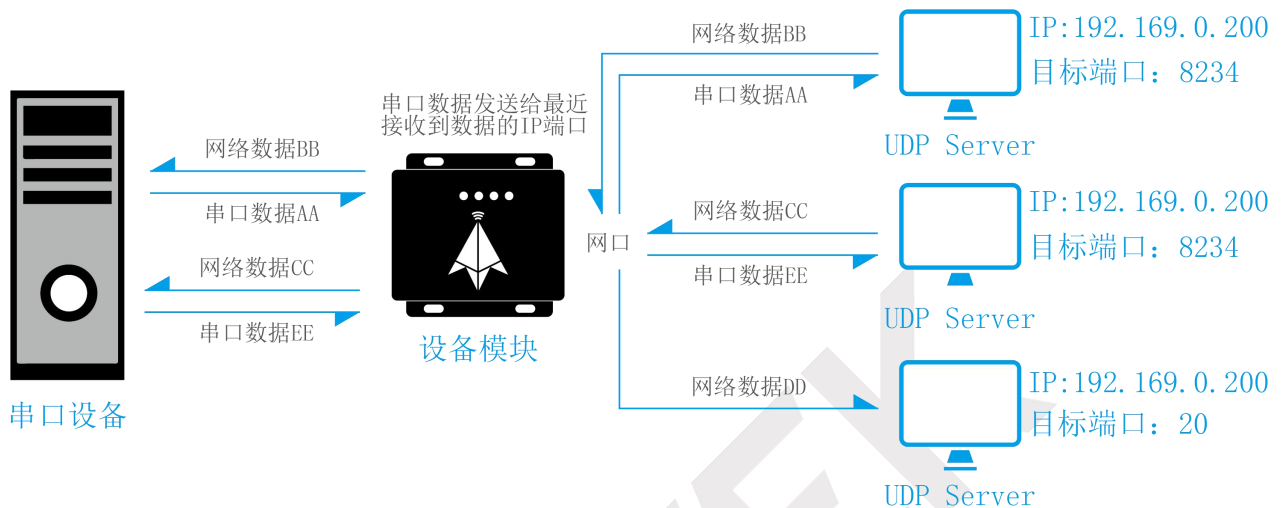 网络数据BB
串口数据AA
IP:192.169.0.200
目标端口：8234
UDP Server
串口数据发送给最近
接收到数据的IP端口
网络数据BB
串口数据AA
网络数据CC
串口数据EE
串口设备
设备模块
网口
网络数据CC
串口数据EE
IP:192.169.0.200
目标端口：8234
UDP Server
网络数据DD
IP:192.169.0.200
目标端口：20
UDP Server